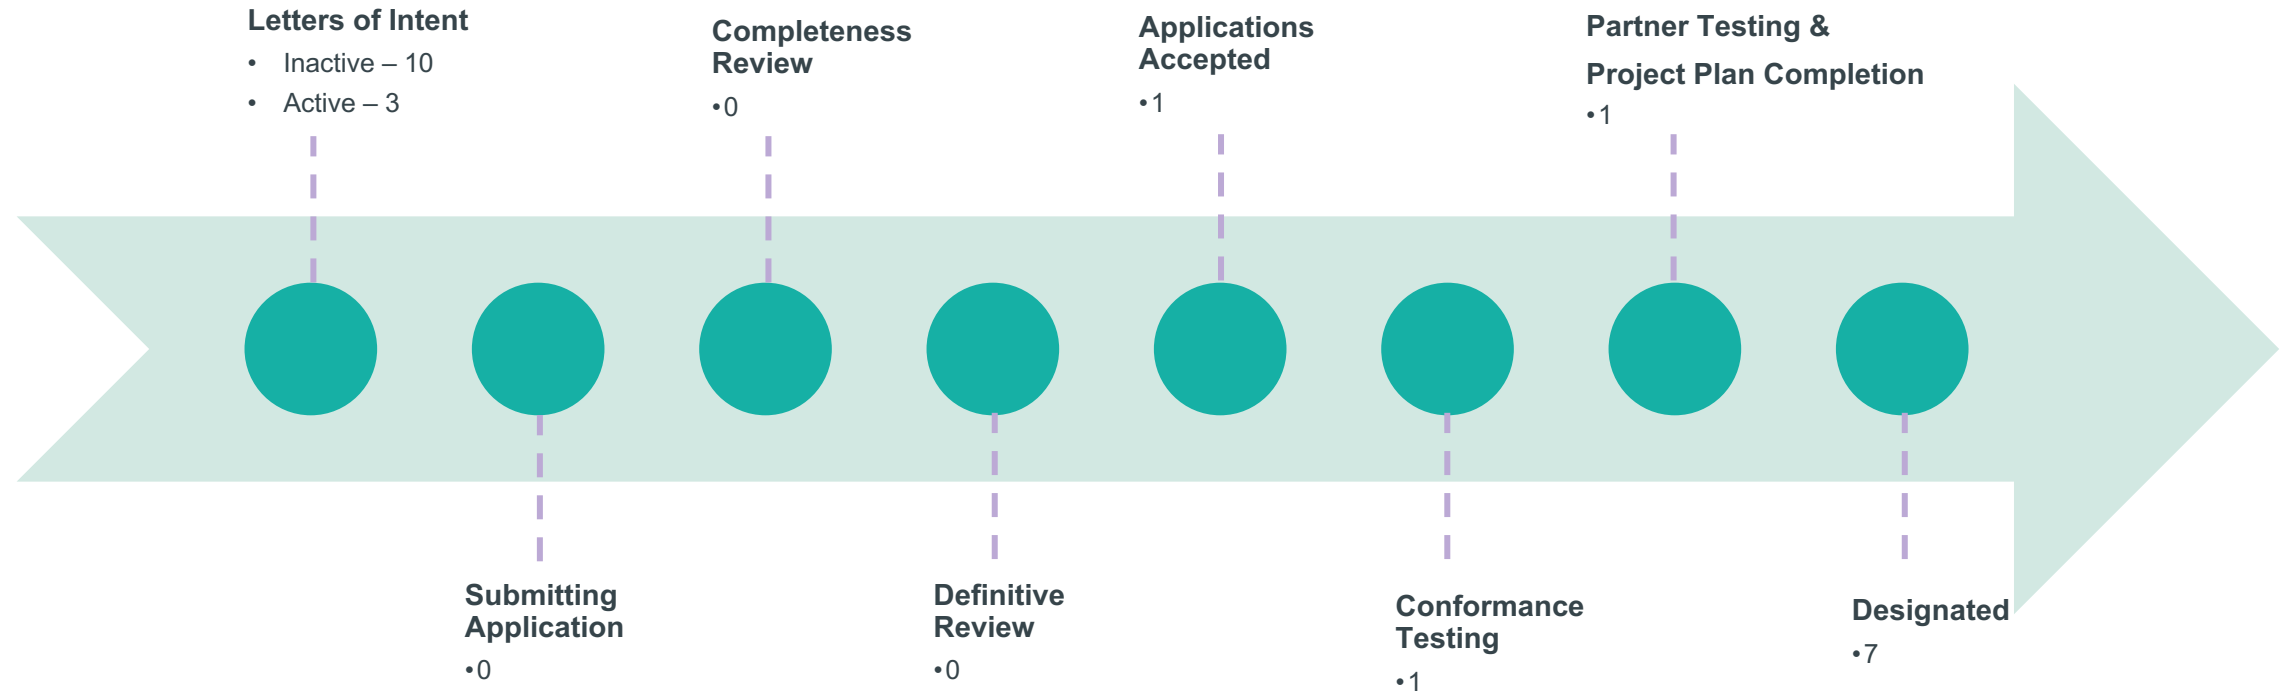 Letters of Intent
• Inactive – 10
• Active – 3
Completeness
Review
•0
Applications
Accepted
•1
Partner Testing &
Project Plan Completion
•1
Submitting
Application
•0
Definitive
Review
•0
Conformance
Testing
•1
Designated
•7